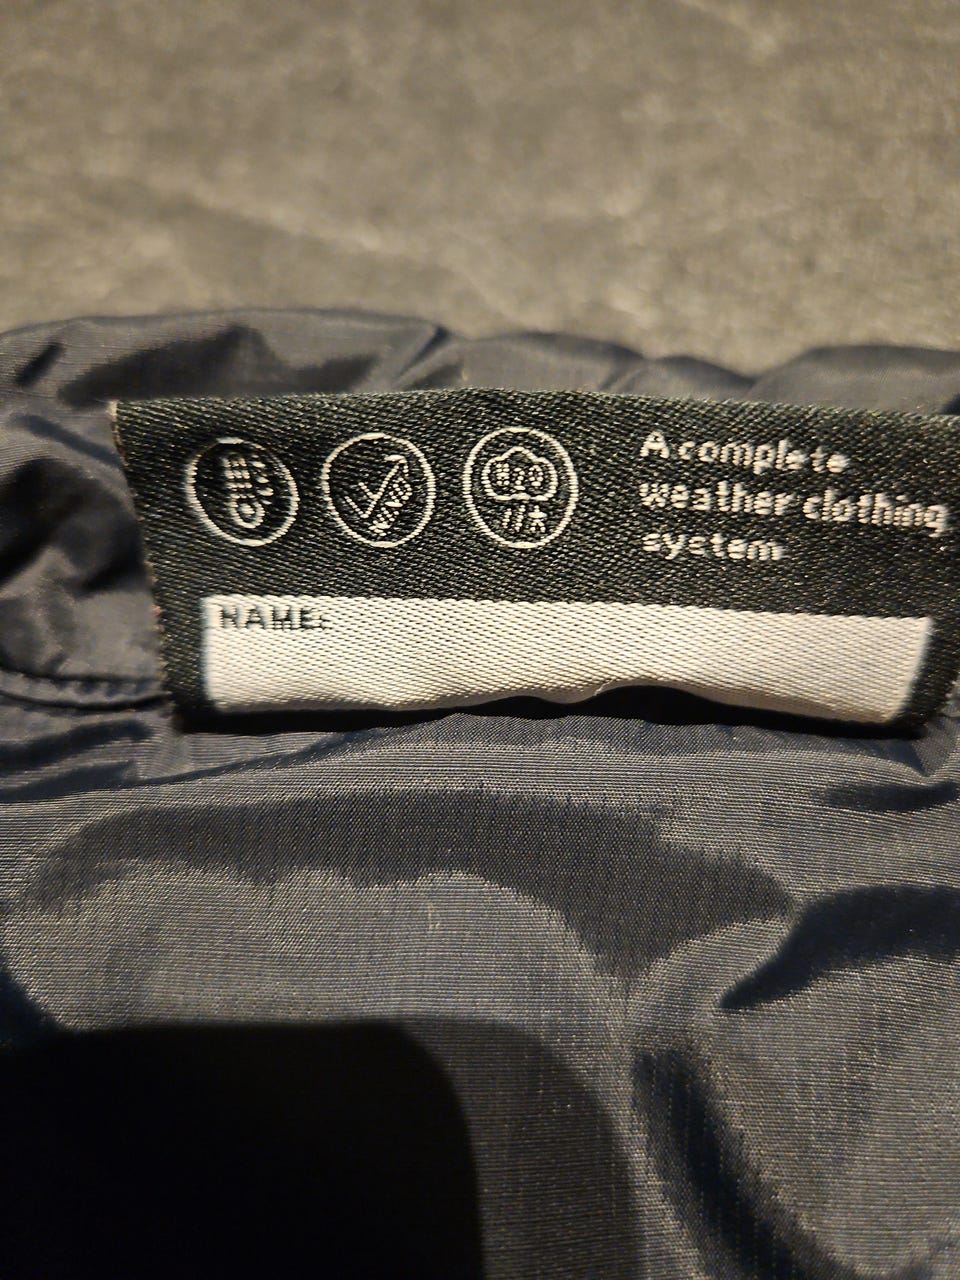 A complete
weather clothing
system
NAME: